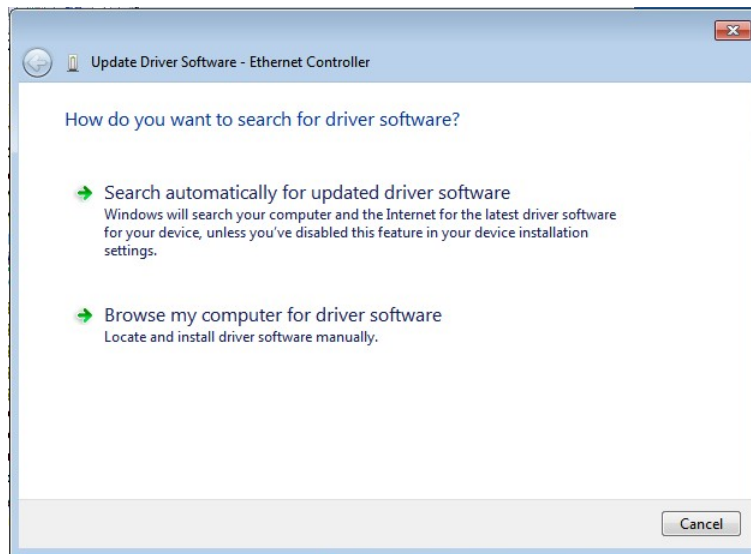 Update Driver Software - Ethernet Controller
How do you want to search for driver software?
Search automatically for updated driver software
Windows will search your computer and the Internet for the latest driver software
for your device, unless you've disabled this feature in your device installation
settings.
Browse my computer for driver software
Locate and install driver software manually.
Cancel